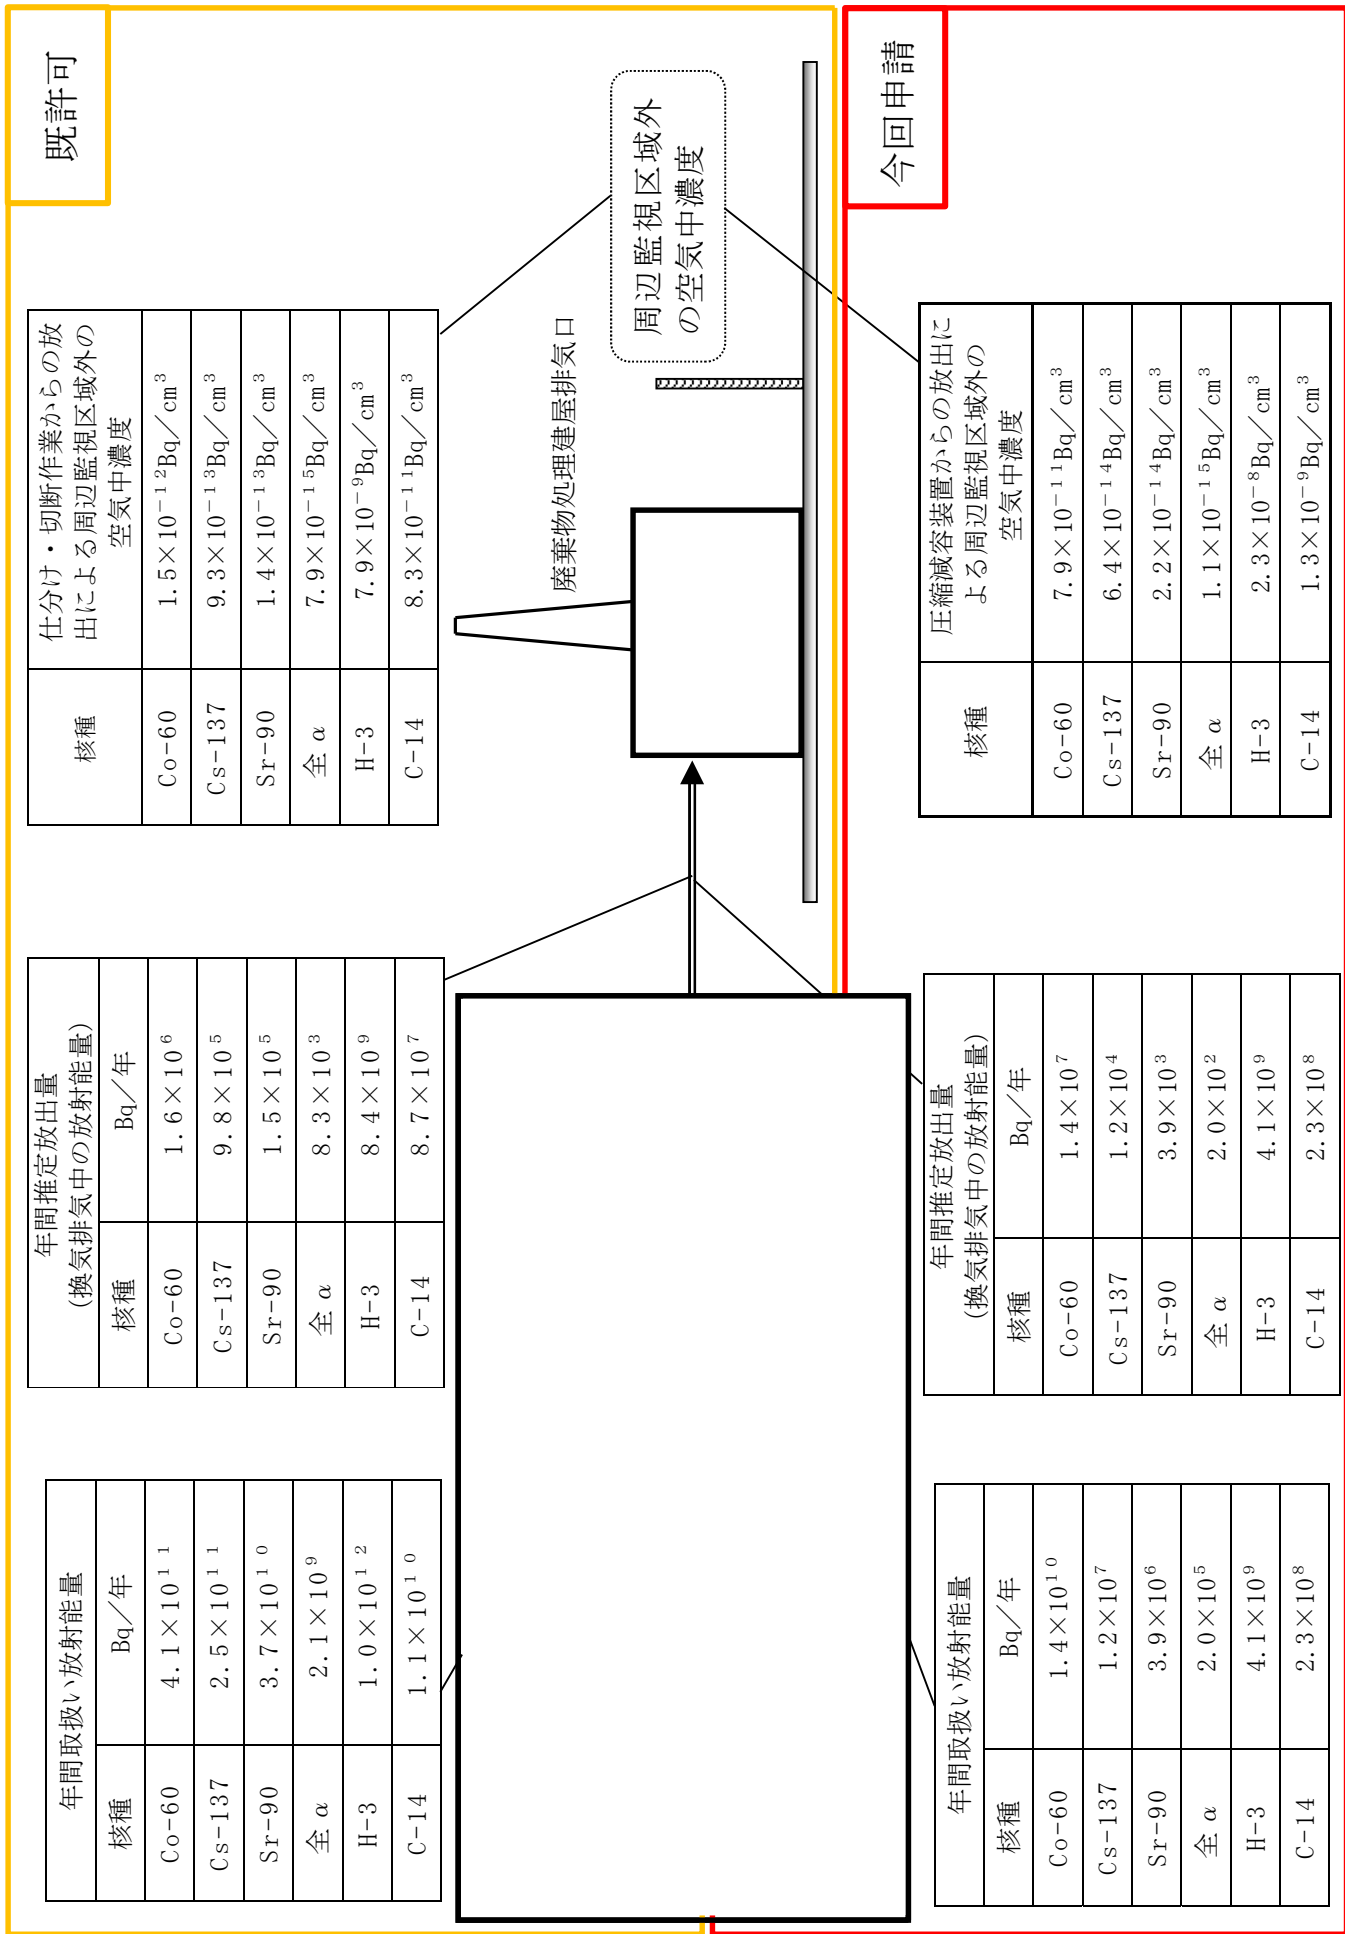 既許可
年間取扱い放射能量
核種 Bq／年
Co-60 4.1×10¹¹
Cs-137 2.5×10¹¹
Sr-90 3.7×10¹⁰
全α 2.1×10⁹
H-3 1.0×10¹²
C-14 1.1×10¹⁰
年間推定放出量
(換気排気中の放射能量)
核種 Bq／年
Co-60 1.6×10⁶
Cs-137 9.8×10⁵
Sr-90 1.5×10⁵
全α 8.3×10³
H-3 8.4×10⁹
C-14 8.7×10⁷
仕分け・切断作業からの放
核種 出による周辺監視区域外の
空気中濃度
Co-60 1.5×10⁻¹²Bq／cm³
Cs-137 9.3×10⁻¹³Bq／cm³
Sr-90 1.4×10⁻¹³Bq／cm³
全α 7.9×10⁻¹⁵Bq／cm³
H-3 7.9×10⁻⁹Bq／cm³
C-14 8.3×10⁻¹¹Bq／cm³
廃棄物処理建屋排気口
周辺監視区域外
の空気中濃度
今回申請
年間取扱い放射能量
核種 Bq／年
Co-60 1.4×10¹⁰
Cs-137 1.2×10⁷
Sr-90 3.9×10⁶
全α 2.0×10⁵
H-3 4.1×10⁹
C-14 2.3×10⁸
年間推定放出量
(換気排気中の放射能量)
核種 Bq／年
Co-60 1.4×10⁷
Cs-137 1.2×10⁴
Sr-90 3.9×10³
全α 2.0×10²
H-3 4.1×10⁹
C-14 2.3×10⁸
圧縮減容装置からの放出に
核種 よる周辺監視区域外の
空気中濃度
Co-60 7.9×10⁻¹¹Bq／cm³
Cs-137 6.4×10⁻¹⁴Bq／cm³
Sr-90 2.2×10⁻¹⁴Bq／cm³
全α 1.1×10⁻¹⁵Bq／cm³
H-3 2.3×10⁻⁸Bq／cm³
C-14 1.3×10⁻⁹Bq／cm³